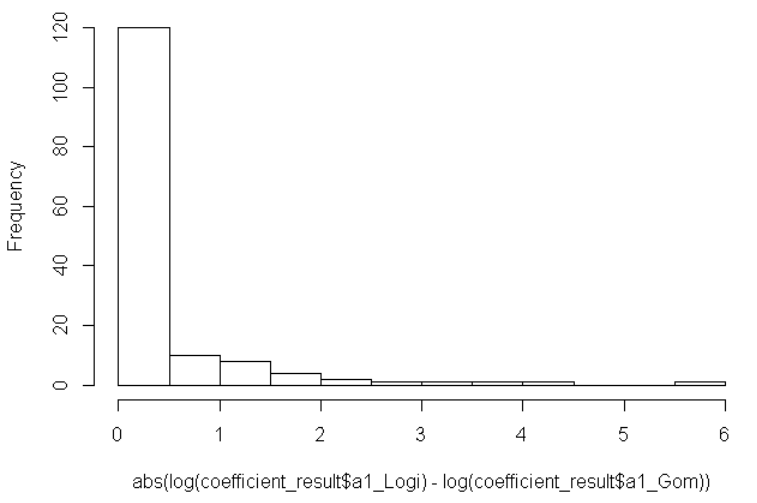 Frequency
120
100
80
60
40
20
0
0 1 2 3 4 5 6
abs(log(coefficient_result$a1_Logi) - log(coefficient_result$a1_Gom))